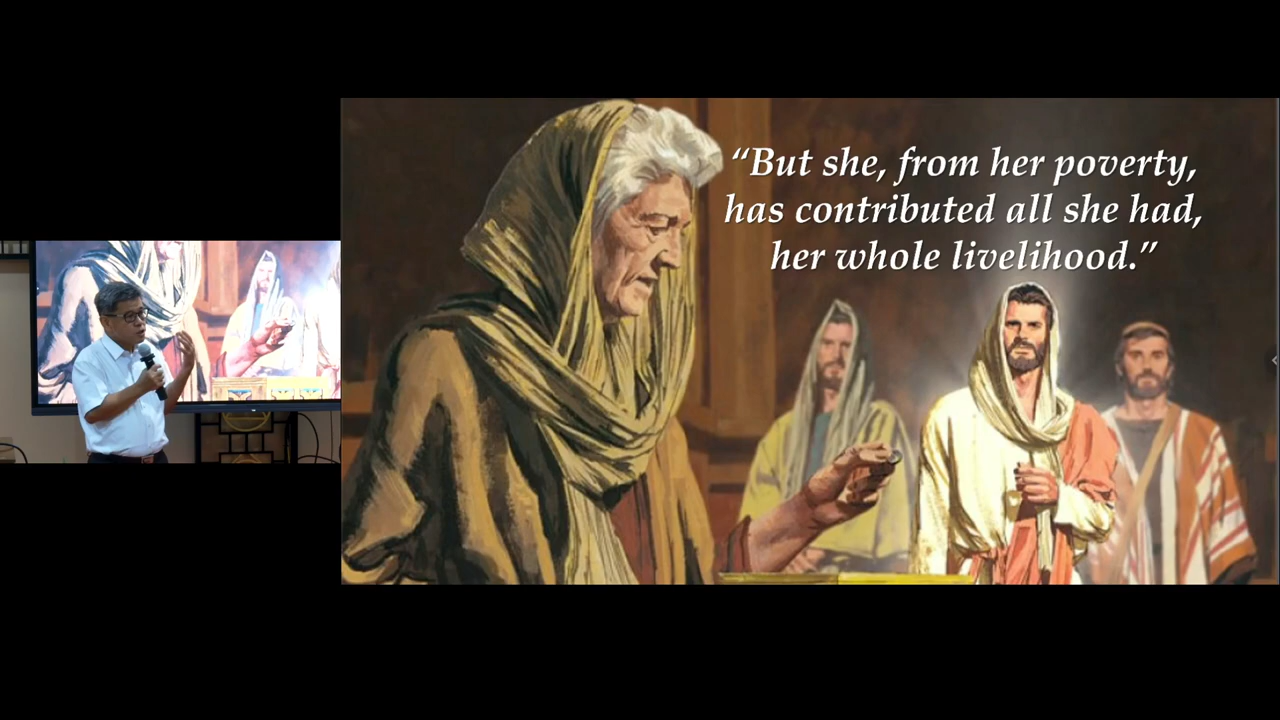 “But she, from her poverty,
has contributed all she had,
her whole livelihood.”